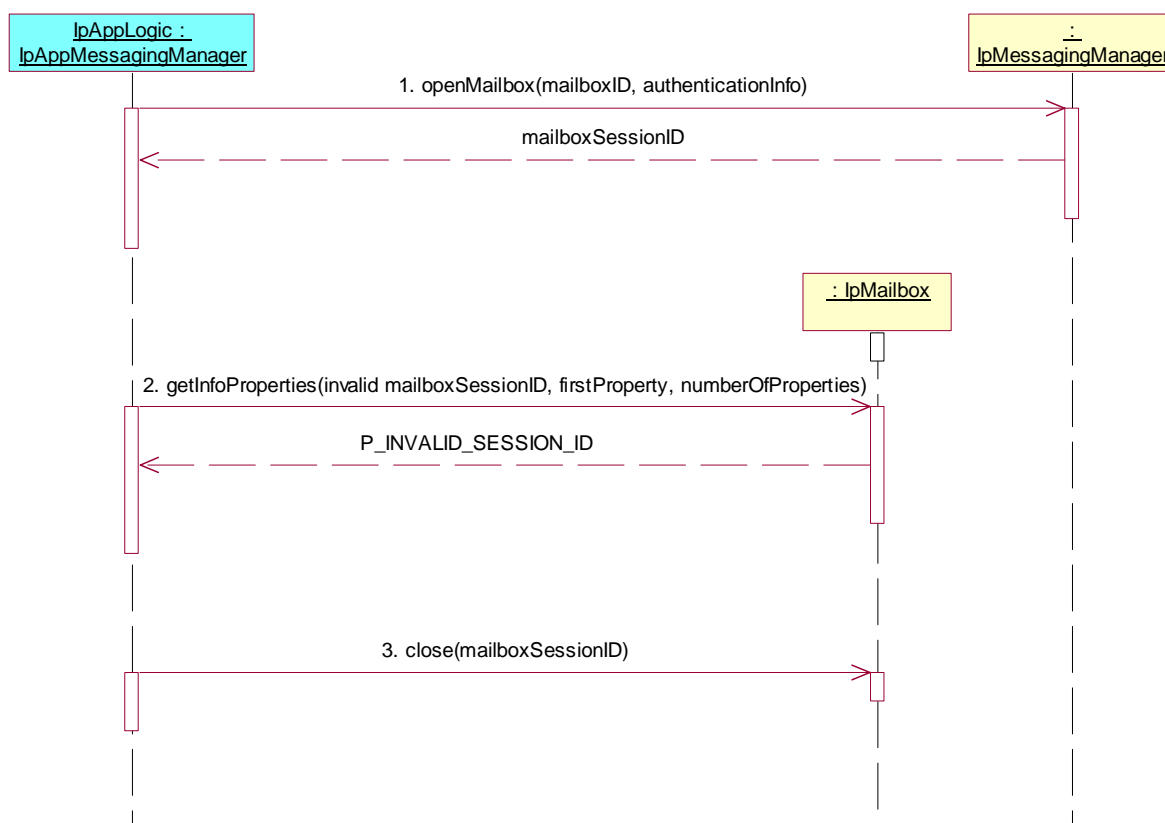 IpAppLogic :
IpAppMessagingManager
:
IpMessagingManager
1. openMailbox(mailboxID, authenticationInfo)
mailboxSessionID
: IpMailbox
2. getInfoProperties(invalid mailboxSessionID, firstProperty, numberOfProperties)
P_INVALID_SESSION_ID
3. close(mailboxSessionID)